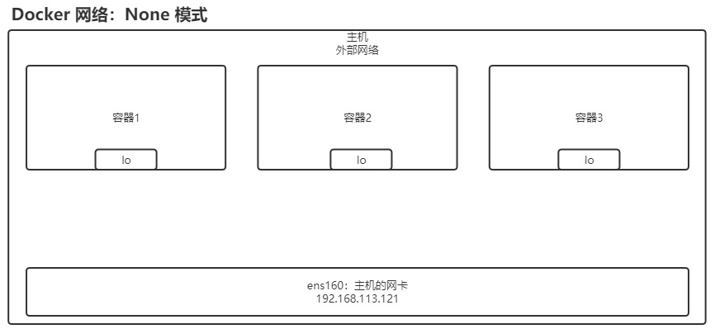 Docker 网络：None 模式
主机
外部网络
容器1
容器2
容器3
lo
lo
lo
ens160：主机的网卡
192.168.113.121